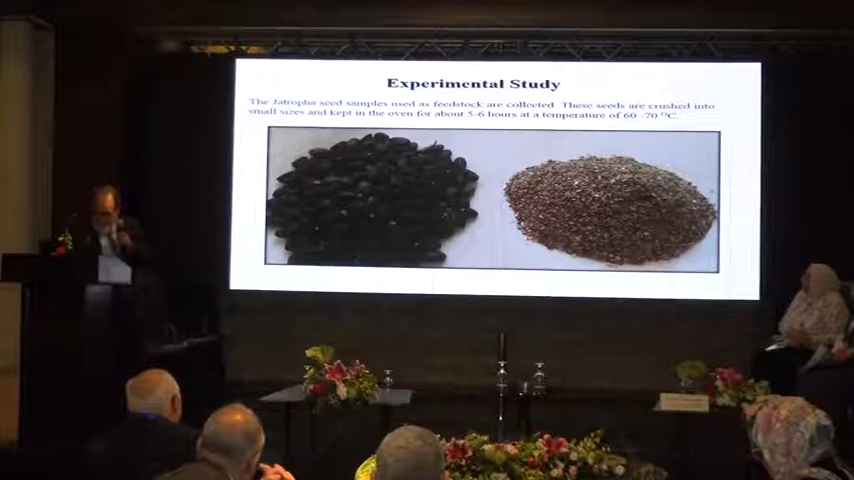 Experimental Study
The Jatropha seed samples used as feedstock are collected. These seeds are crushed into
small sizes and kept in the oven for about 5-6 hours at a temperature of 60 -70 ºC.